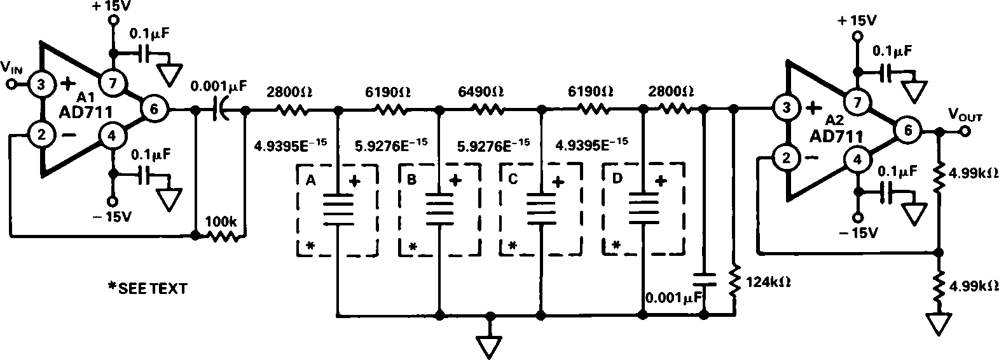 +15V
0.1µF
VIN
3
+
7
A1
AD711
6
2
−
4
0.1µF
−15V
100k
0.001µF
2800Ω
6190Ω
6490Ω
6190Ω
2800Ω
4.9395E−15
5.9276E−15
5.9276E−15
4.9395E−15
A
+
*
B
+
*
C
+
*
D
+
*
0.001µF
124kΩ
+15V
0.1µF
3
+
7
A2
AD711
6
VOUT
2
−
4
0.1µF
−15V
4.99kΩ
4.99kΩ
*SEE TEXT